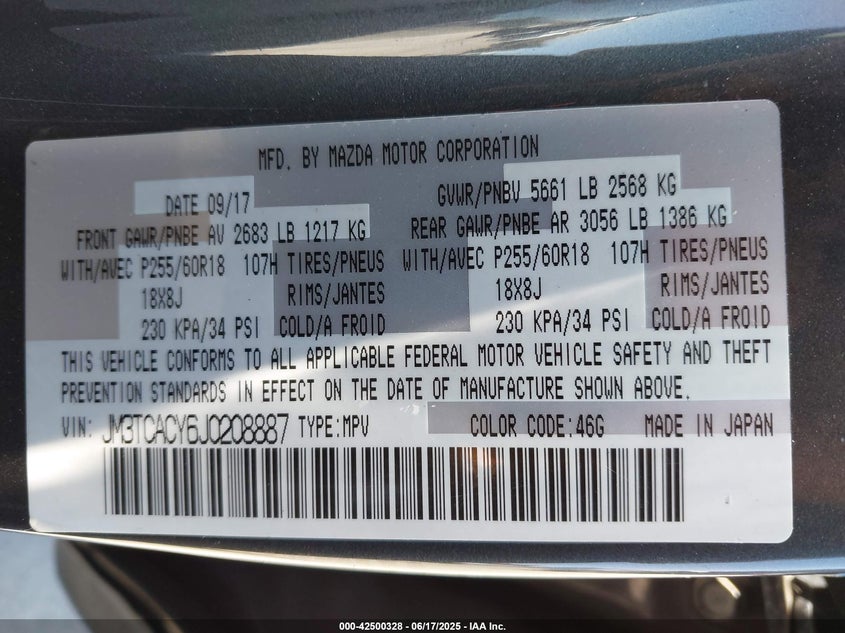 MFD. BY MAZDA MOTOR CORPORATION
DATE 09/17 GVWR/PNBV 5661 LB 2568 KG
FRONT GAWR/PNBE AV 2683 LB 1217 KG REAR GAWR/PNBE AR 3056 LB 1386 KG
WITH/AVEC P255/60R18 107H TIRES/PNEUS WITH/AVEC P255/60R18 107H TIRES/PNEUS
18X8J RIMS/JANTES 18X8J RIMS/JANTES
230 KPA/34 PSI COLD/A FROID 230 KPA/34 PSI COLD/A FROID
THIS VEHICLE CONFORMS TO ALL APPLICABLE FEDERAL MOTOR VEHICLE SAFETY AND THEFT
PREVENTION STANDARDS IN EFFECT ON THE DATE OF MANUFACTURE SHOWN ABOVE.
VIN: JM3TCACY6J0208887 TYPE:MPV COLOR CODE:46G MADE IN JAPAN
000-42500328 - 06/17/2025 - IAA Inc.